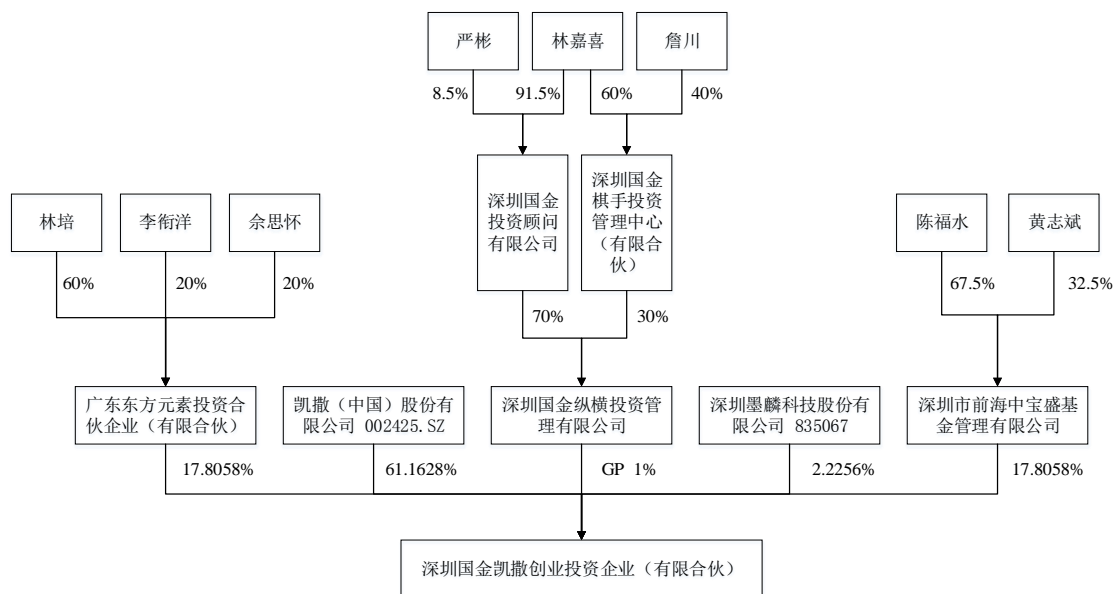 严彬
林嘉喜
詹川
8.5%
91.5%
60%
40%
深圳国金
投资顾问
有限公司
深圳国金
棋手投资
管理中心
（有限合
伙）
林培
李衔洋
佘思怀
陈福水
黄志斌
60%
20%
20%
70%
30%
67.5%
32.5%
广东东方元素投资合
伙企业（有限合伙）
凯撒（中国）股份有
限公司 002425.SZ
深圳国金纵横投资管
理有限公司
深圳墨麟科技股份有
限公司 835067
深圳市前海中宝盛基
金管理有限公司
17.8058%
61.1628%
GP 1%
2.2256%
17.8058%
深圳国金凯撒创业投资企业（有限合伙）